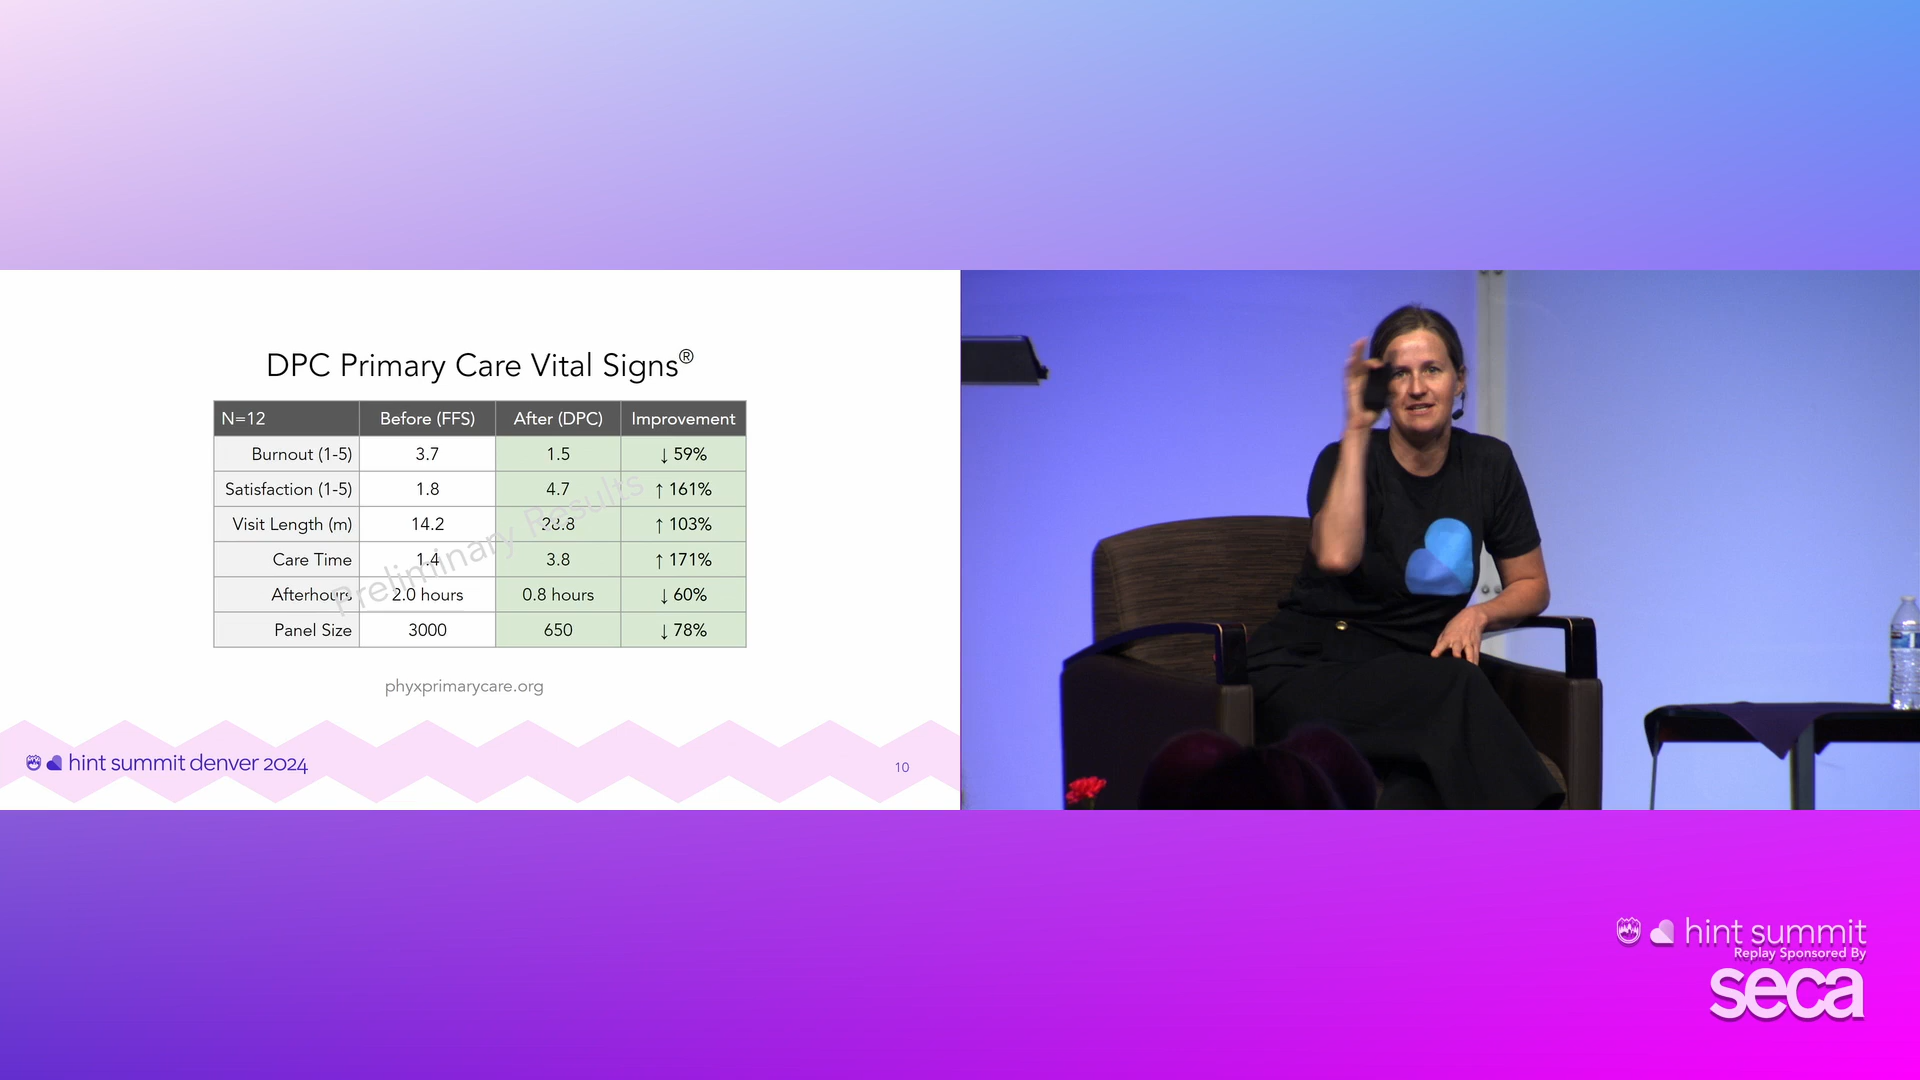 DPC Primary Care Vital Signs®
N=12 Before (FFS) After (DPC) Improvement
Burnout (1-5) 3.7 1.5 ↓ 59%
Satisfaction (1-5) 1.8 4.7 ↑ 161%
Visit Length (m) 14.2 28.8 ↑ 103%
Care Time 1.4 3.8 ↑ 171%
Afterhours 2.0 hours 0.8 hours ↓ 60%
Panel Size 3000 650 ↓ 78%
Preliminary Results
phyxprimarycare.org
hint summit denver 2024
10
hint summit
Replay Sponsored By
seca